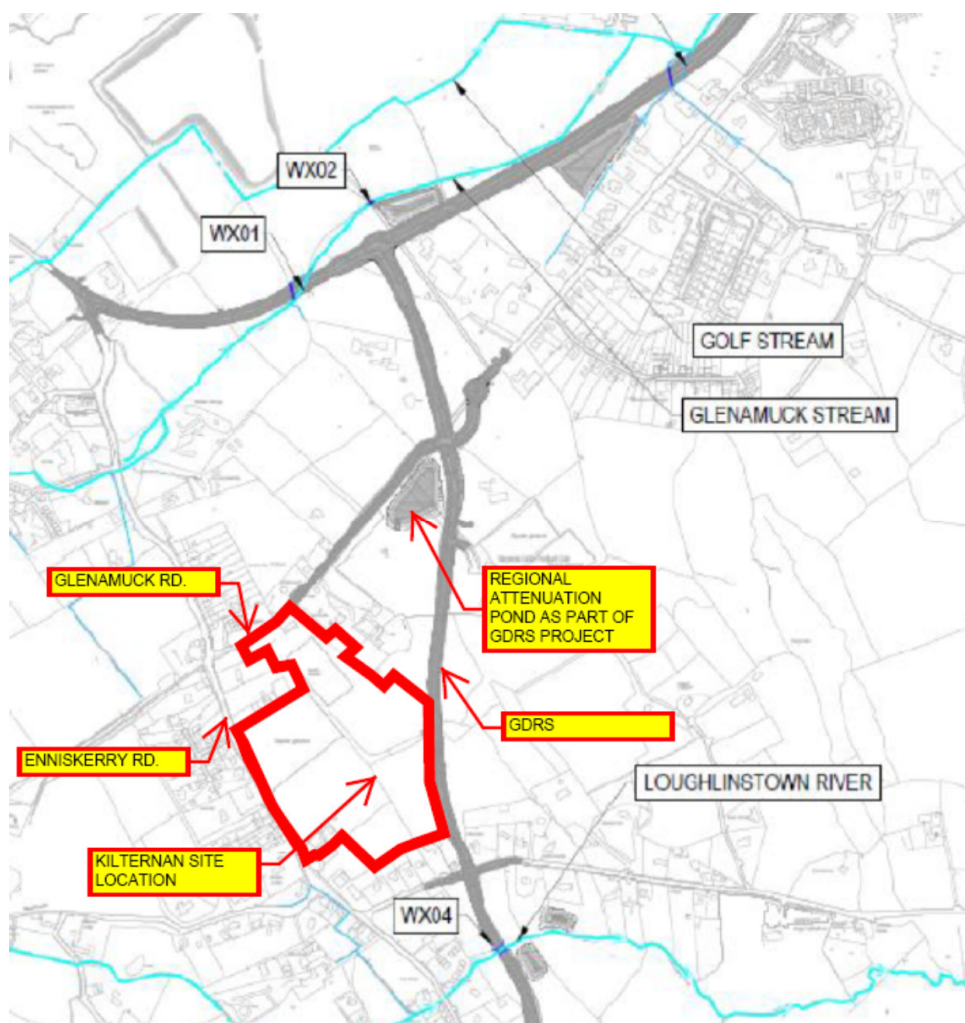 WX02
WX01
GOLF STREAM
GLENAMUCK STREAM
GLENAMUCK RD.
REGIONAL
ATTENUATION
POND AS PART OF
GDRS PROJECT
GDRS
ENNISKERRY RD.
LOUGHLINSTOWN RIVER
KILTERNAN SITE
LOCATION
WX04